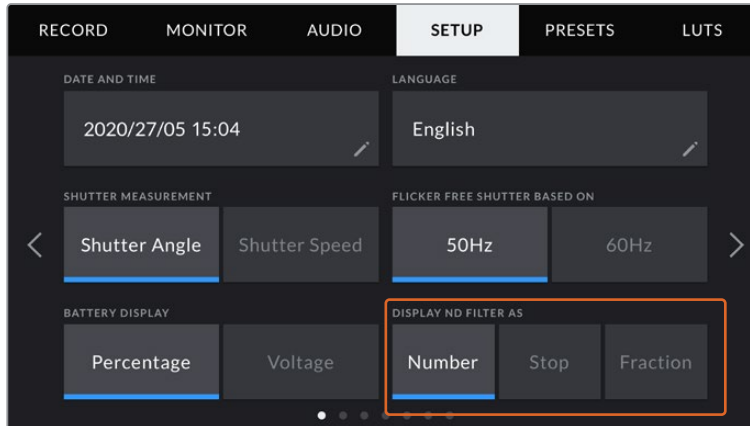 RECORD MONITOR AUDIO SETUP PRESETS LUTS
DATE AND TIME LANGUAGE
2020/27/05 15:04 English
SHUTTER MEASUREMENT FLICKER FREE SHUTTER BASED ON
Shutter Angle Shutter Speed 50Hz 60Hz
BATTERY DISPLAY DISPLAY ND FILTER AS
Percentage Voltage Number Stop Fraction